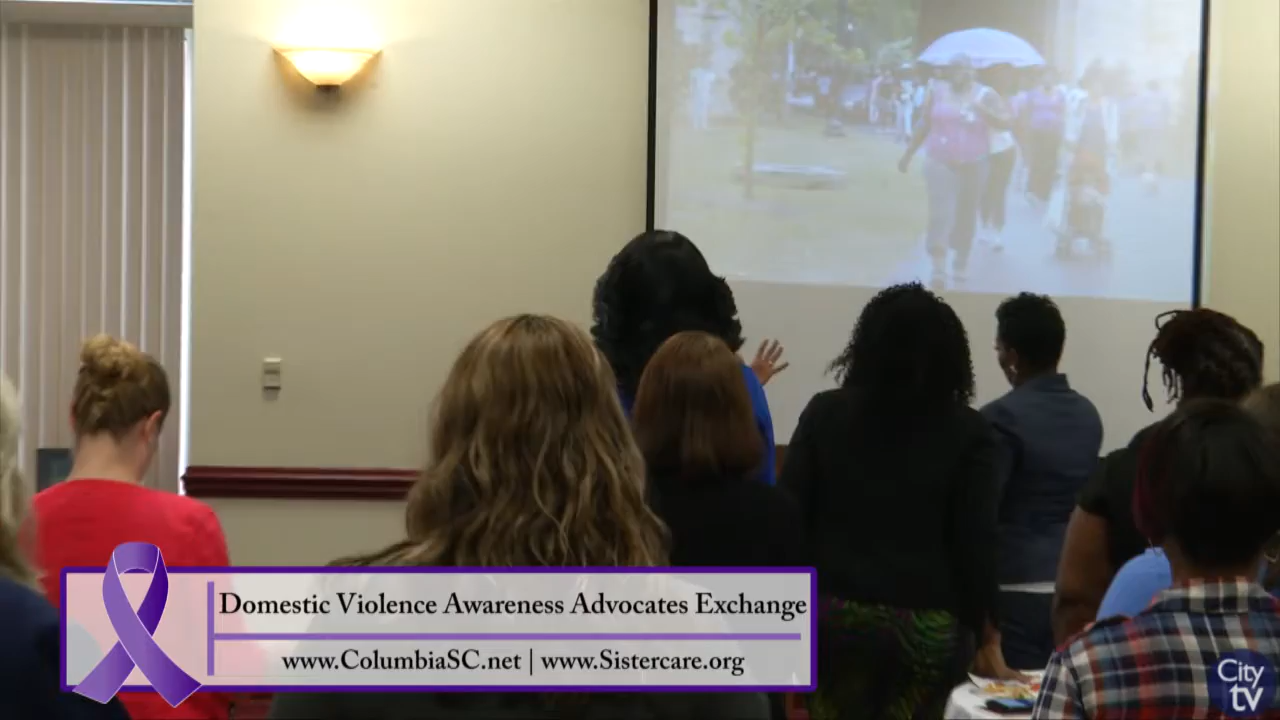 Domestic Violence Awareness Advocates Exchange
www.ColumbiaSC.net | www.Sistercare.org
City
tv